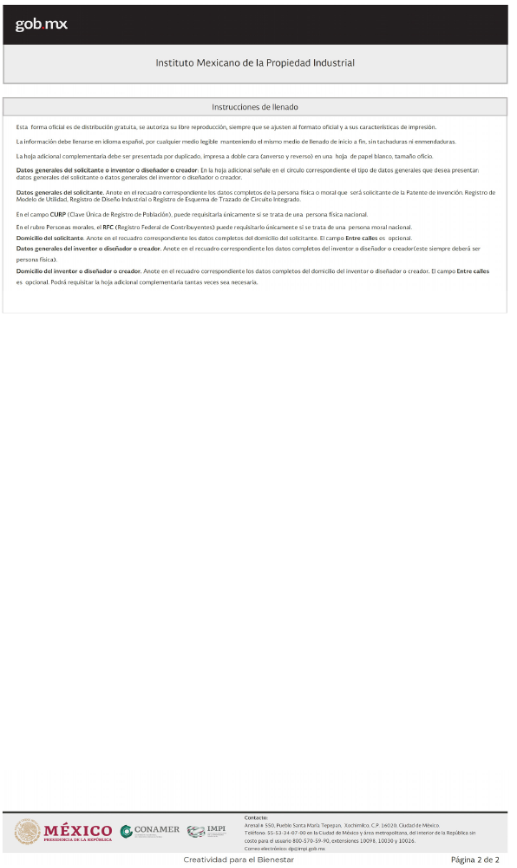 gob.mx
Instituto Mexicano de la Propiedad Industrial
Instrucciones de llenado
Esta forma oficial es de distribución gratuita, se autoriza su libre reproducción, siempre que se ajusten al formato oficial y a sus características de impresión.
La información debe llenarse en idioma español, por cualquier medio legible manteniendo el mismo medio de llenado de inicio a fin, sin tachaduras ni enmendaduras.
La hoja adicional complementaria debe ver presentada por duplicado, impresa a doble cara (anverso y reverso) en una hoja de papel blanco, tamaño oficio.
Datos generales del solicitante o inventor o diseñador o creador. En la hoja adicional señale en el círculo correspondiente el tipo de datos generales que desea presentan
datos generales del solicitante o datos generales del inventor o diseñador o creador.
Datos generales del solicitante. Anote en el recuadro correspondiente los datos completos de la persona física o moral que será solicitante de la Patente de invención, Registro de
Modelo de Utilidad, Registro de Diseño Industrial o Registro de Esquema de Trazado de Circuito Integrado.
En el campo CURP (Clave Única de Registro de Población), puede requisitarla únicamente si se trata de una persona física nacional.
En el rubro Personas morales, el RFC (Registro Federal de Contribuyentes) puede requisitarlo únicamente si se trata de una persona moral nacional.
Domicilio del solicitante. Anote en el recuadro correspondiente los datos completos del domicilio del solicitante. El campo Entre calles es opcional.
Datos generales del inventor o diseñador o creador. Anote en el recuadro correspondiente los datos completos del inventor o diseñador o creador(este siempre deberá ser
persona física).
Domicilio del inventor o diseñador o creador. Anote en el recuadro correspondiente los datos completos del domicilio del inventor o diseñador o creador. El campo Entre calles
es opcional. Podrá requisitar la hoja adicional complementaria tantas veces sea necesaria.
MÉXICO
PRESIDENCIA DE LA REPÚBLICA
CONAMER
IMPI
Contacto:
Arenal # 550, Pueblo Santa María Tepepan, Xochimilco, C.P. 16020, Ciudad de México.
Teléfono: 55-53-34-07-00 en la Ciudad de México y área metropolitana, del interior de la República sin
costo para el usuario 800-570-59-90, extensiones 10098, 10030 y 10026.
Correo electrónico: dp@impi.gob.mx
Creatividad para el Bienestar
Página 2 de 2